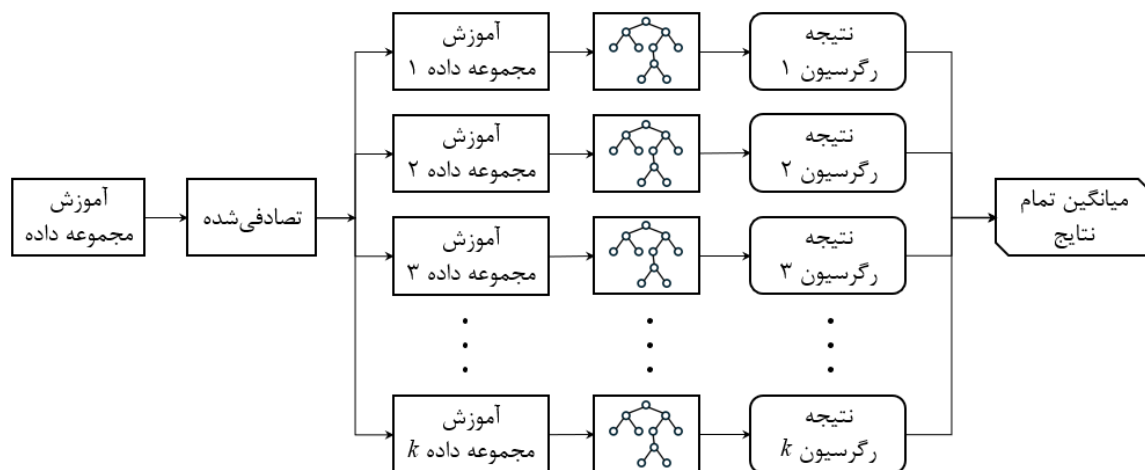 آموزش
مجموعه داده
تصادفی‌شده
آموزش
مجموعه داده ۱
نتیجه
رگرسیون ۱
آموزش
مجموعه داده ۲
نتیجه
رگرسیون ۲
آموزش
مجموعه داده ۳
نتیجه
رگرسیون ۳
آموزش
مجموعه داده k
نتیجه
رگرسیون k
میانگین تمام
نتایج